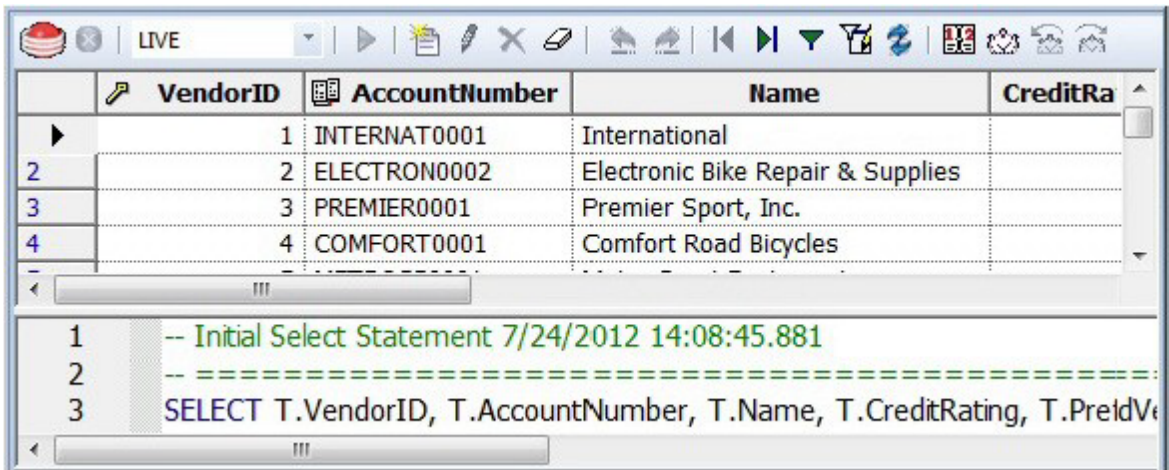 LIVE
VendorID AccountNumber Name CreditRa
1 INTERNAT0001 International
2 2 ELECTRON0002 Electronic Bike Repair & Supplies
3 3 PREMIER0001 Premier Sport, Inc.
4 4 COMFORT0001 Comfort Road Bicycles
1 -- Initial Select Statement 7/24/2012 14:08:45.881
2 -- ==============================================
3 SELECT T.VendorID, T.AccountNumber, T.Name, T.CreditRating,